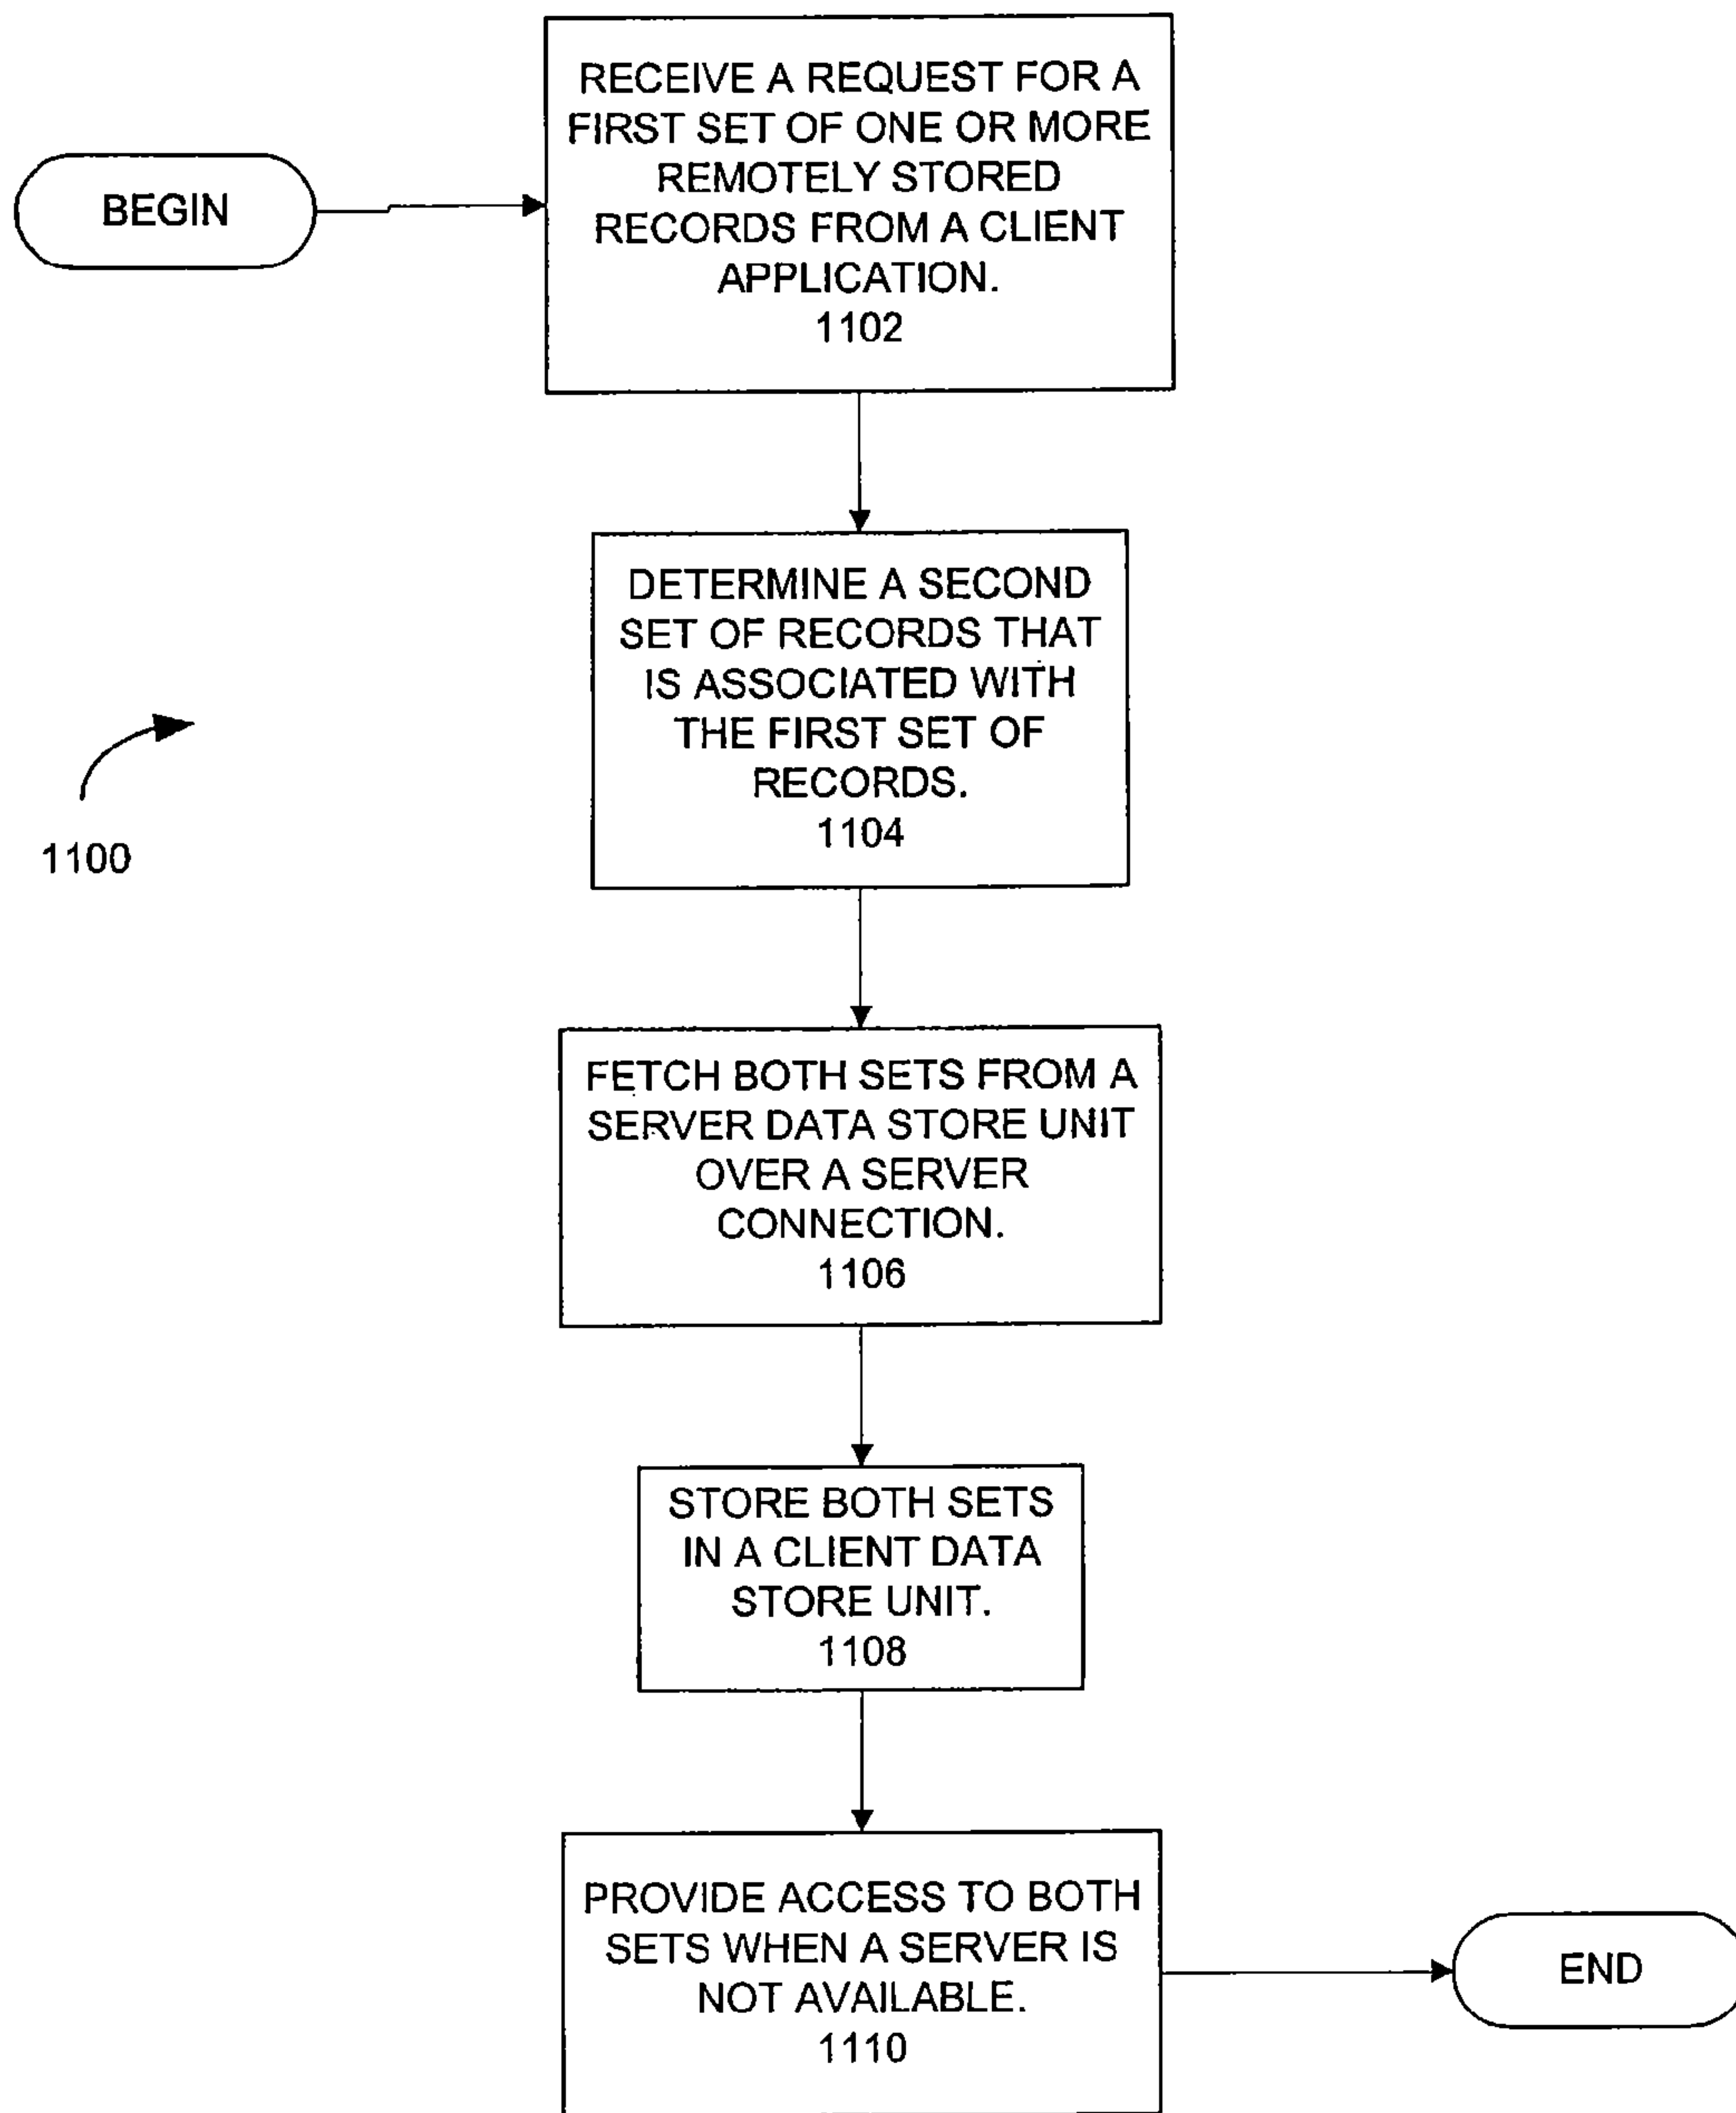 BEGIN
RECEIVE A REQUEST FOR A
FIRST SET OF ONE OR MORE
REMOTELY STORED
RECORDS FROM A CLIENT
APPLICATION.
1102
DETERMINE A SECOND
SET OF RECORDS THAT
IS ASSOCIATED WITH
THE FIRST SET OF
RECORDS.
1104
1100
FETCH BOTH SETS FROM A
SERVER DATA STORE UNIT
OVER A SERVER
CONNECTION.
1106
STORE BOTH SETS
IN A CLIENT DATA
STORE UNIT.
1108
PROVIDE ACCESS TO BOTH
SETS WHEN A SERVER IS
NOT AVAILABLE.
1110
END